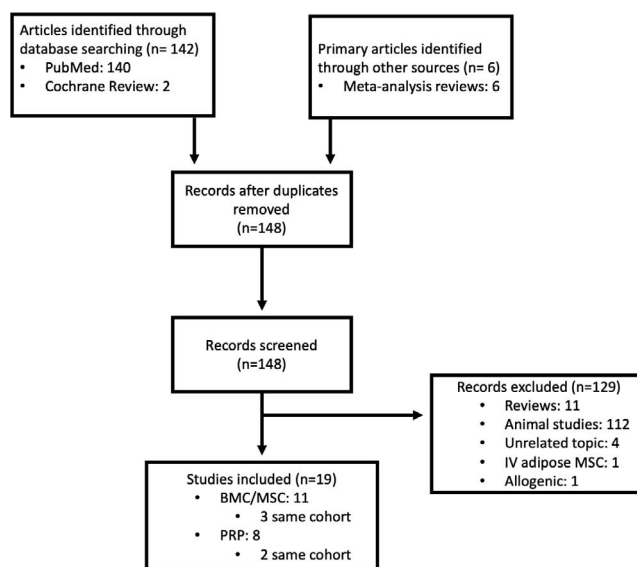 Articles identified through
database searching (n= 142)
• PubMed: 140
• Cochrane Review: 2
Primary articles identified
through other sources (n= 6)
• Meta-analysis reviews: 6
Records after duplicates
removed
(n=148)
Records screened
(n=148)
Records excluded (n=129)
• Reviews: 11
• Animal studies: 112
• Unrelated topic: 4
• IV adipose MSC: 1
• Allogenic: 1
Studies included (n=19)
• BMC/MSC: 11
• 3 same cohort
• PRP: 8
• 2 same cohort